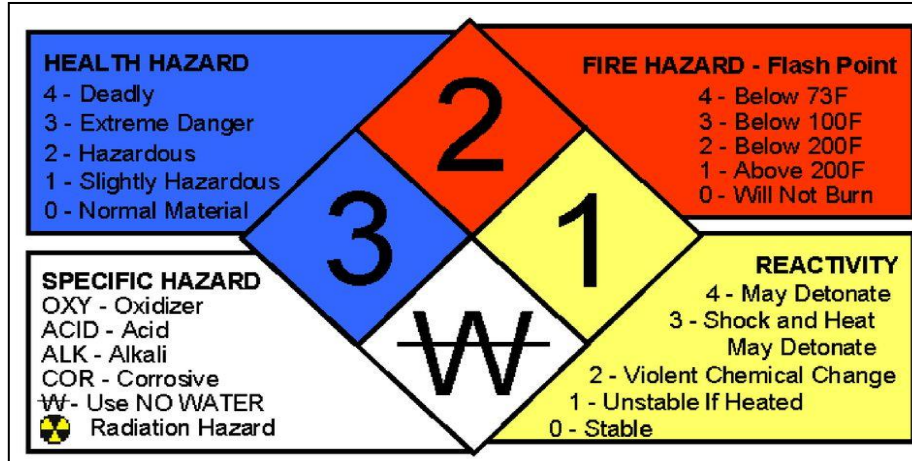 HEALTH HAZARD
4 - Deadly
3 - Extreme Danger
2 - Hazardous
1 - Slightly Hazardous
0 - Normal Material
2
FIRE HAZARD - Flash Point
4 - Below 73F
3 - Below 100F
2 - Below 200F
1 - Above 200F
0 - Will Not Burn
3
1
SPECIFIC HAZARD
OXY - Oxidizer
ACID - Acid
ALK - Alkali
COR - Corrosive
W - Use NO WATER
Radiation Hazard
W
REACTIVITY
4 - May Detonate
3 - Shock and Heat
May Detonate
2 - Violent Chemical Change
1 - Unstable If Heated
0 - Stable